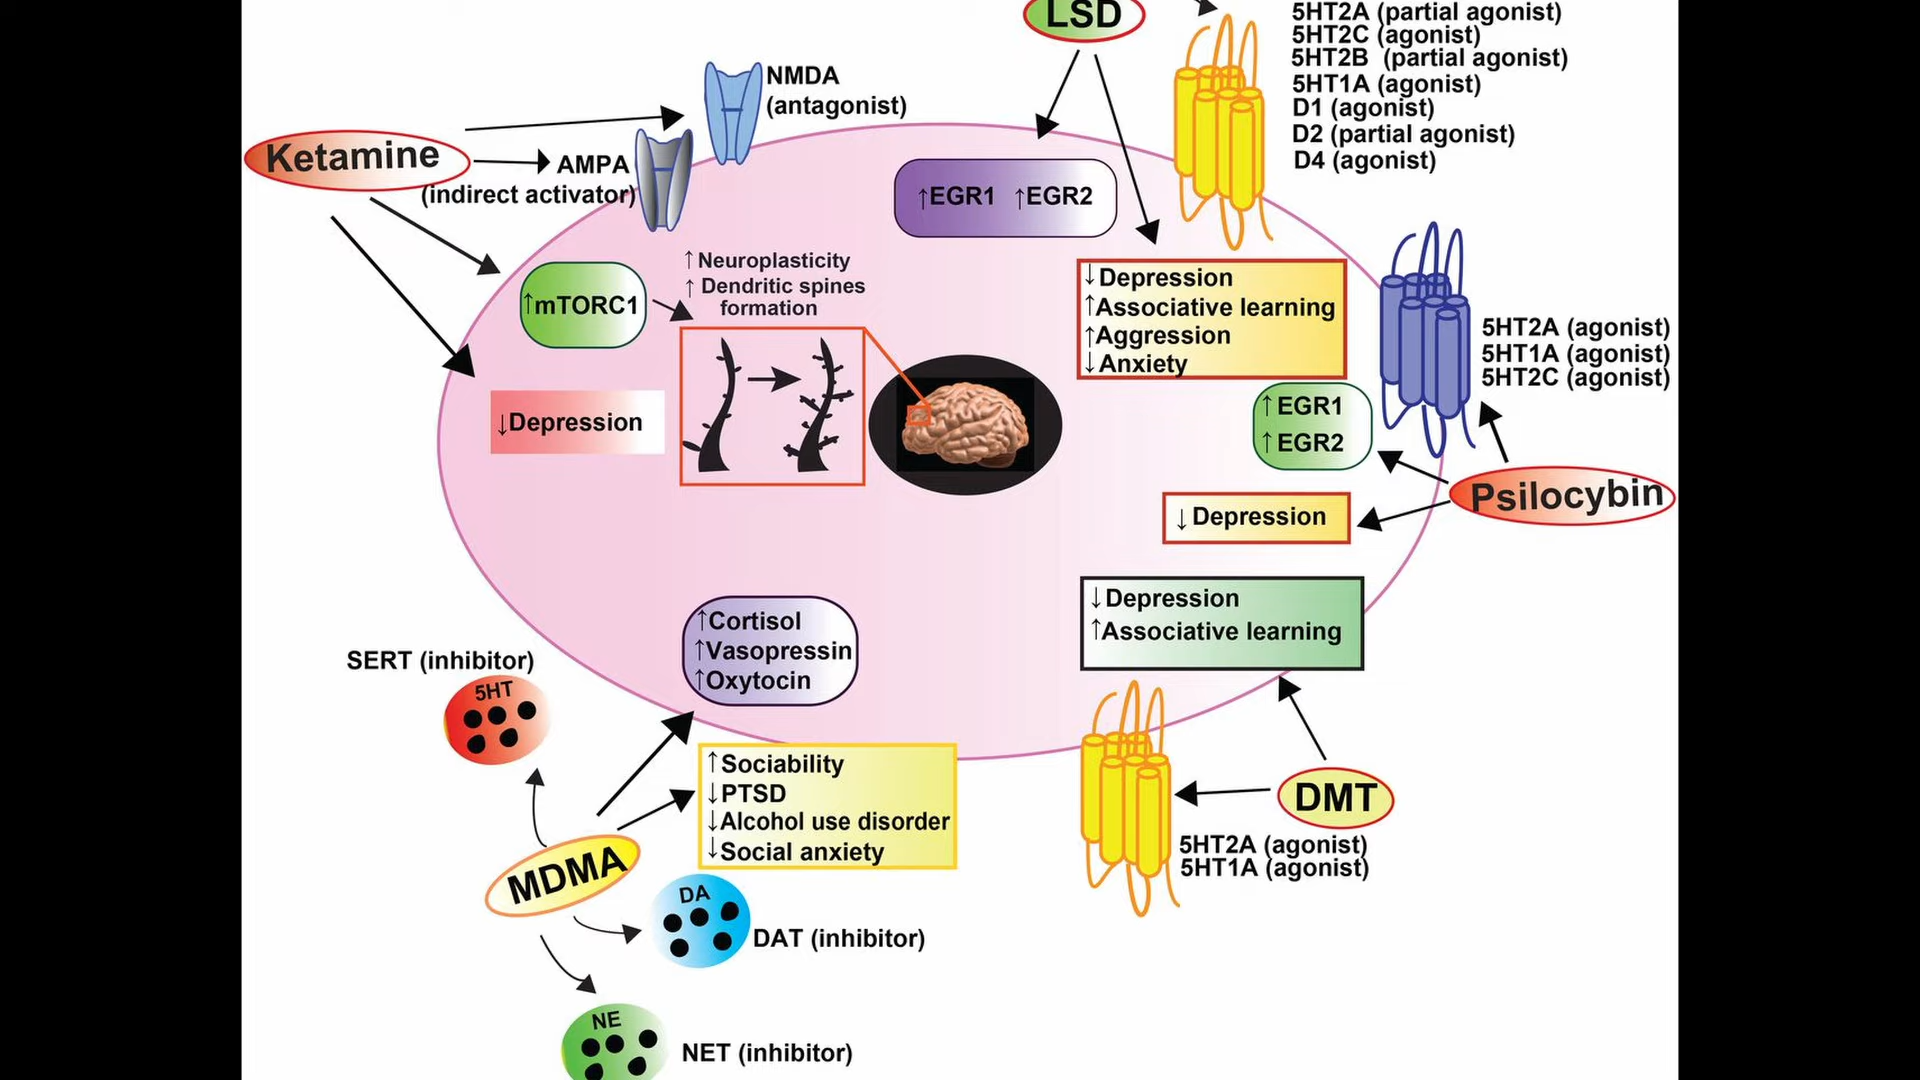 LSD
5HT2A (partial agonist)
5HT2C (agonist)
5HT2B (partial agonist)
5HT1A (agonist)
D1 (agonist)
D2 (partial agonist)
D4 (agonist)
NMDA
(antagonist)
Ketamine
AMPA
(indirect activator)
↑EGR1 ↑EGR2
↑mTORC1
↑ Neuroplasticity
↑ Dendritic spines
formation
↓Depression
↑Associative learning
↑Aggression
↓Anxiety
↓Depression
5HT2A (agonist)
5HT1A (agonist)
5HT2C (agonist)
↑ EGR1
↑ EGR2
Psilocybin
↓ Depression
↓Depression
↑Associative learning
↑Cortisol
↑Vasopressin
↑Oxytocin
SERT (inhibitor)
5HT
↑Sociability
↓PTSD
↓Alcohol use disorder
↓Social anxiety
MDMA
DMT
5HT2A (agonist)
5HT1A (agonist)
DA
DAT (inhibitor)
NE
NET (inhibitor)